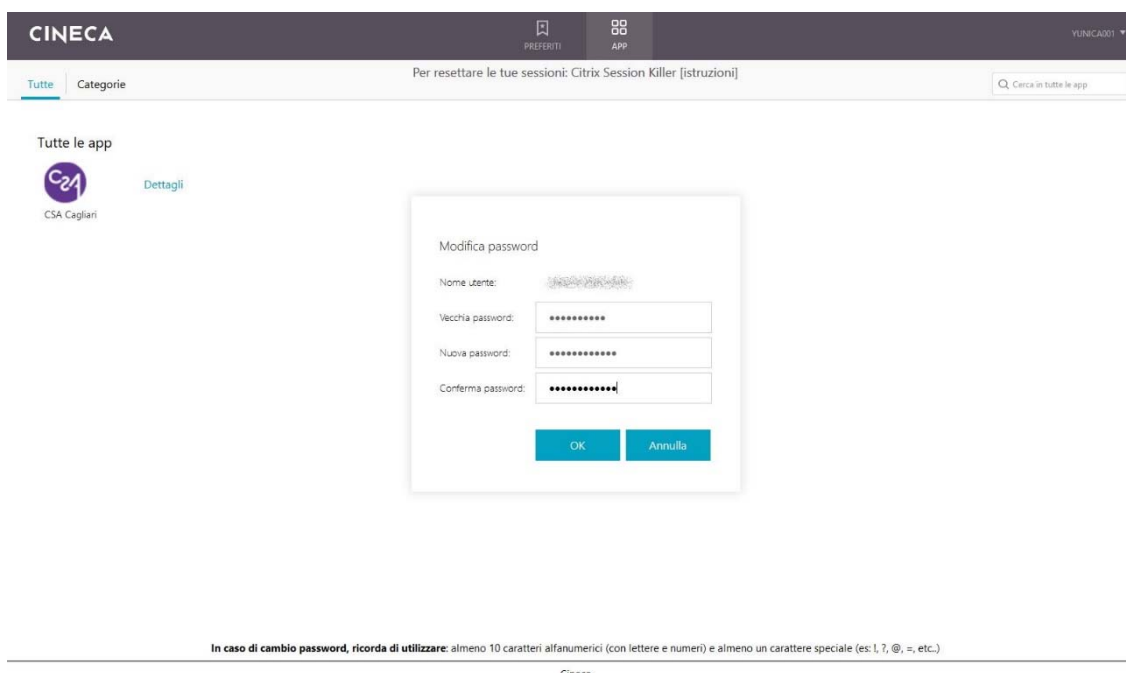 CINECA
PREFERITI
APP
YUNICA001
Tutte
Categorie
Per resettare le tue sessioni: Citrix Session Killer [istruzioni]
Cerca in tutte le app
Tutte le app
Dettagli
CSA Cagliari
Modifica password
Nome utente:
Vecchia password:
Nuova password:
Conferma password:
OK
Annulla
In caso di cambio password, ricorda di utilizzare: almeno 10 caratteri alfanumerici (con lettere e numeri) e almeno un carattere speciale (es: !, ?, @, =, etc..)